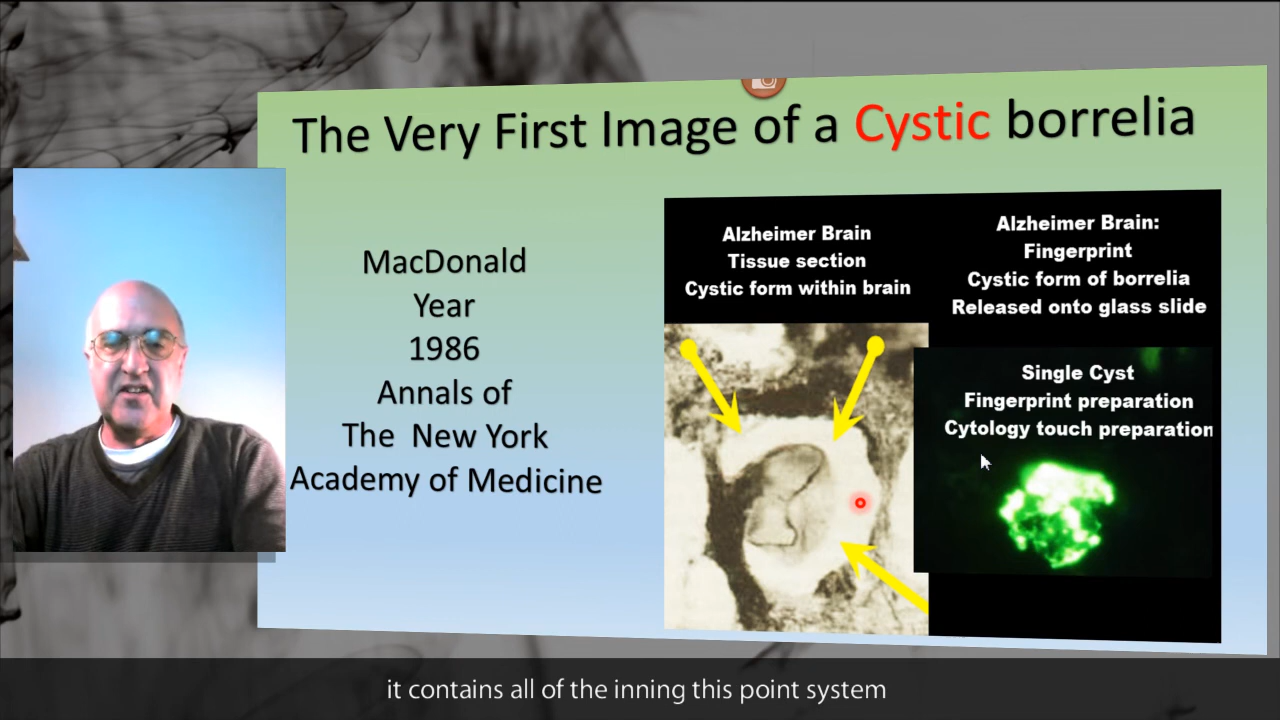 The Very First Image of a Cystic borrelia
MacDonald
Year
1986
Annals of
The New York
Academy of Medicine
Alzheimer Brain
Tissue section
Cystic form within brain
Alzheimer Brain:
Fingerprint
Cystic form of borrelia
Released onto glass slide
Single Cyst
Fingerprint preparation
Cytology touch preparation
it contains all of the inning this point system